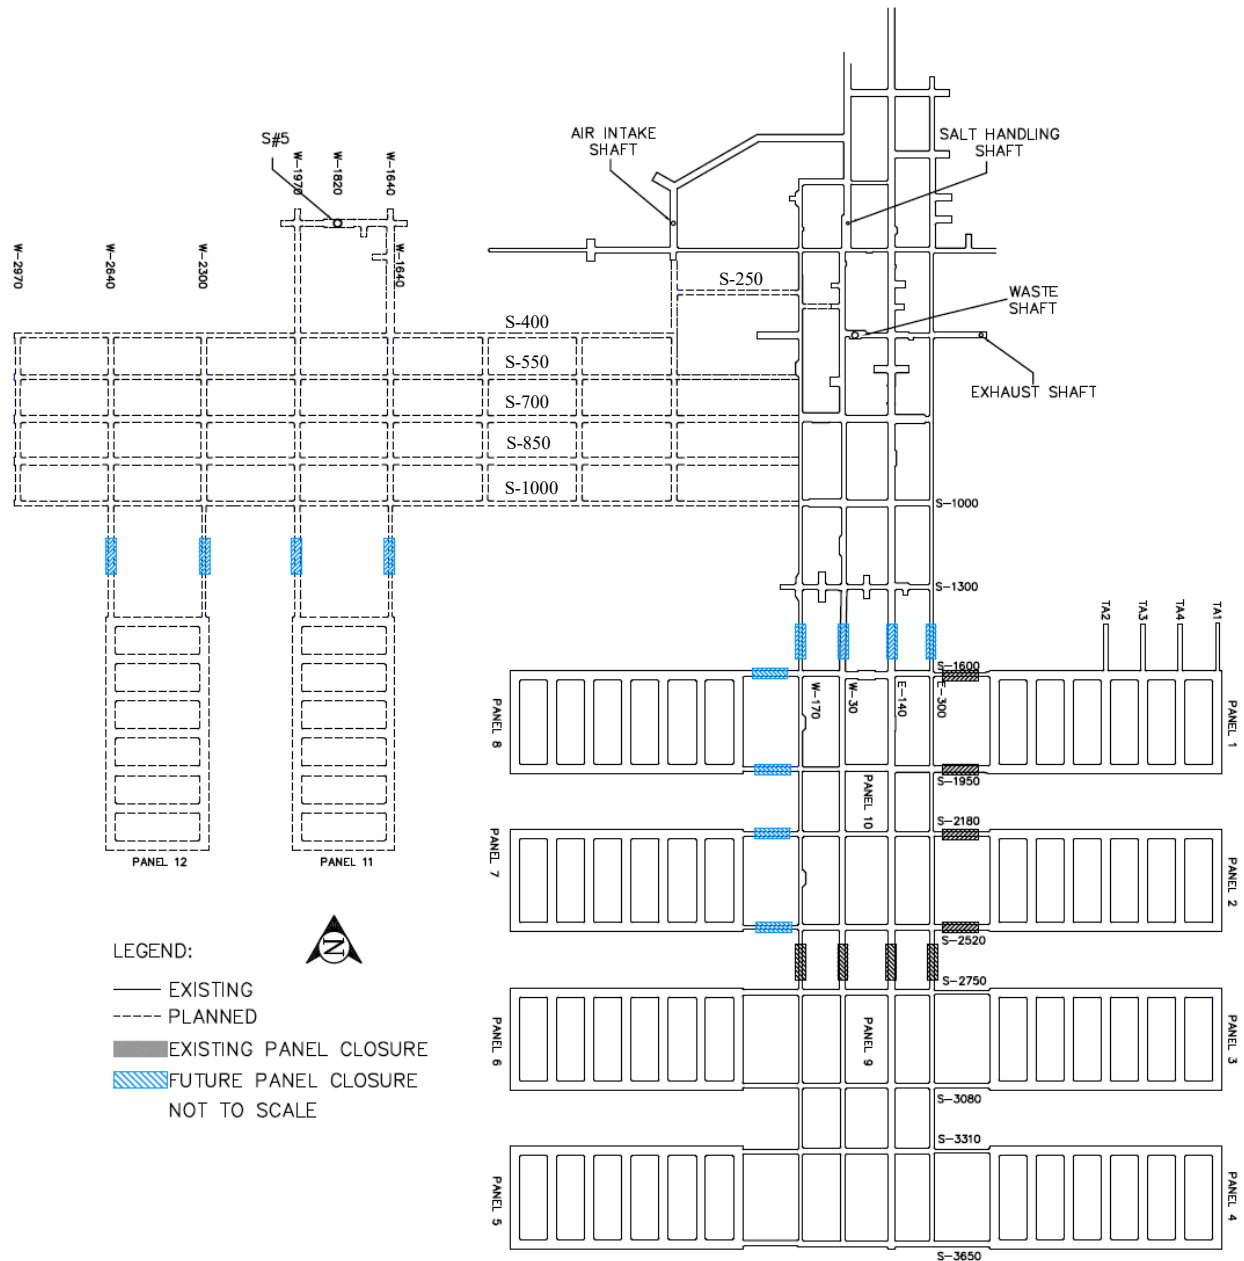 AIR INTAKE
SHAFT
SALT HANDLING
SHAFT
S#5
W-1970
W-1820
W-1640
W-2970
W-2640
W-2300
W-1640
S-250
WASTE
SHAFT
S-400
S-550
EXHAUST SHAFT
S-700
S-850
S-1000
S-1000
S-1300
TA2
TA3
TA4
TA1
S-1600
PANEL 8
W-170
W-30
E-140
E-300
PANEL 1
S-1950
PANEL 10
S-2180
PANEL 12
PANEL 11
PANEL 7
PANEL 2
S-2520
S-2750
LEGEND:
N
EXISTING
PLANNED
EXISTING PANEL CLOSURE
FUTURE PANEL CLOSURE
NOT TO SCALE
PANEL 6
PANEL 9
PANEL 3
S-3080
S-3310
PANEL 5
PANEL 4
S-3650